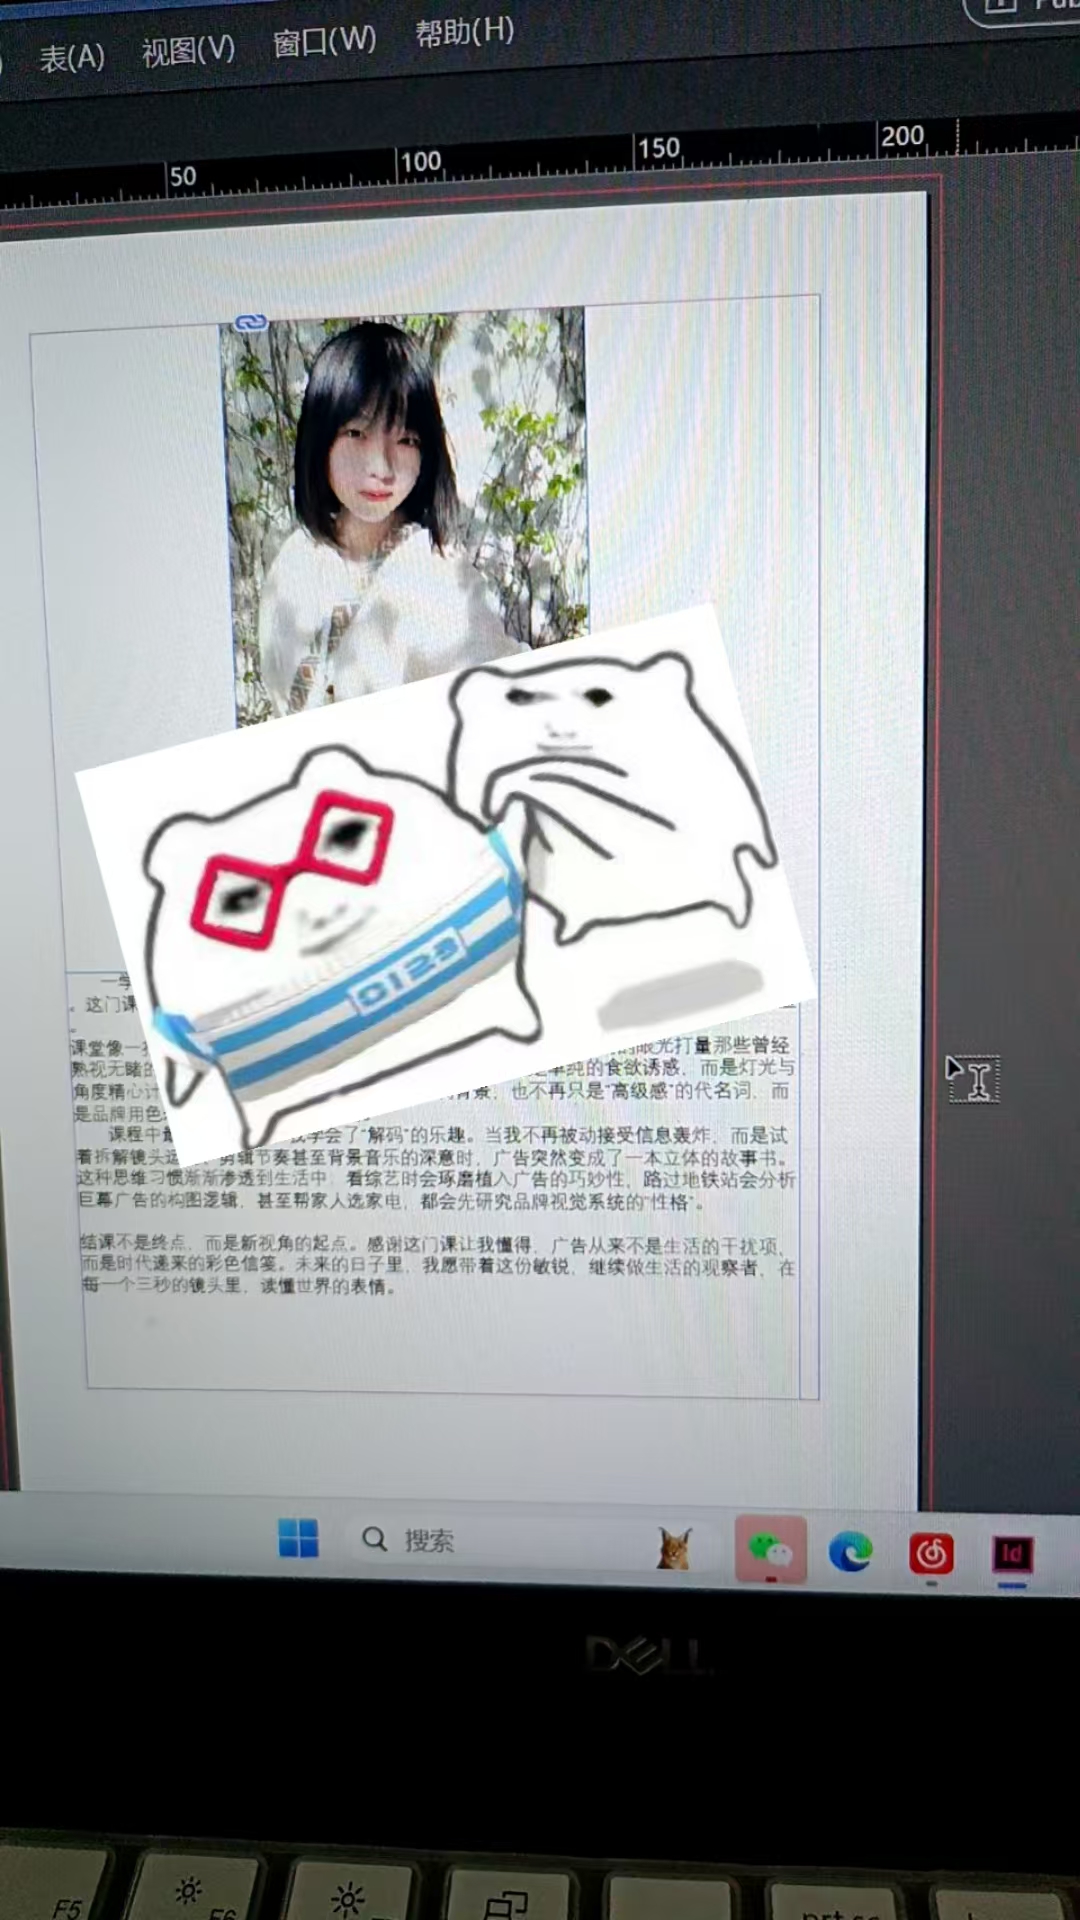 表(A) 视图(V) 窗口(W) 帮助(H)
50 100 150 200
0123
一学
。这门课
。
课堂像一 眼光打量那些曾经
熟视无睹的 单纯的食欲诱惑，而是灯光与
角度精心计 背景，也不再只是“高级感”的代名词，而
是品牌用色
课程中 我学会了“解码”的乐趣。当我不再被动接受信息轰炸，而是试
着拆解镜头运 剪辑节奏甚至背景音乐的深意时，广告突然变成了一本立体的故事书。
这种思维习惯渐渐渗透到生活中：看综艺时会琢磨植入广告的巧妙性，路过地铁站会分析
巨幕广告的构图逻辑，甚至帮家人选家电，都会先研究品牌视觉系统的“性格”。
结课不是终点，而是新视角的起点。感谢这门课让我懂得，广告从来不是生活的干扰项，
而是时代递来的彩色信笺。未来的日子里，我愿带着这份敏锐，继续做生活的观察者，在
每一个三秒的镜头里，读懂世界的表情。
搜索
Id
DELL
F5 F6